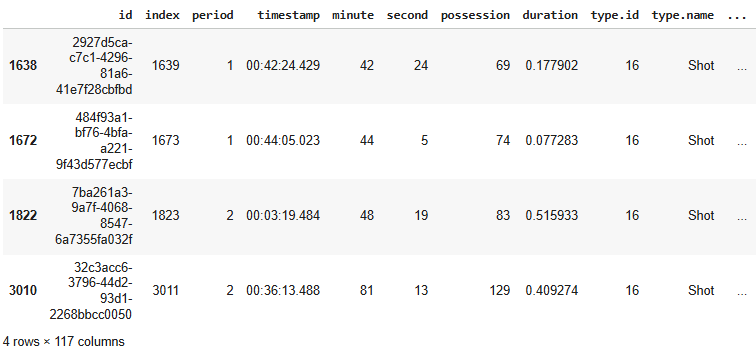 id index period timestamp minute second possession duration type.id type.name ...
2927d5ca-
c7c1-4296-
1638 81a6- 1639 1 00:42:24.429 42 24 69 0.177902 16 Shot ...
41e7f28cbfbd
484f93a1-
bf76-4bfa-
1672 a221- 1673 1 00:44:05.023 44 5 74 0.077283 16 Shot ...
9f43d577ecbf
7ba261a3-
9a7f-4068-
1822 8547- 1823 2 00:03:19.484 48 19 83 0.515933 16 Shot ...
6a7355fa032f
32c3acc6-
3796-44d2-
3010 93d1- 3011 2 00:36:13.488 81 13 129 0.409274 16 Shot ...
2268bbcc0050
4 rows × 117 columns